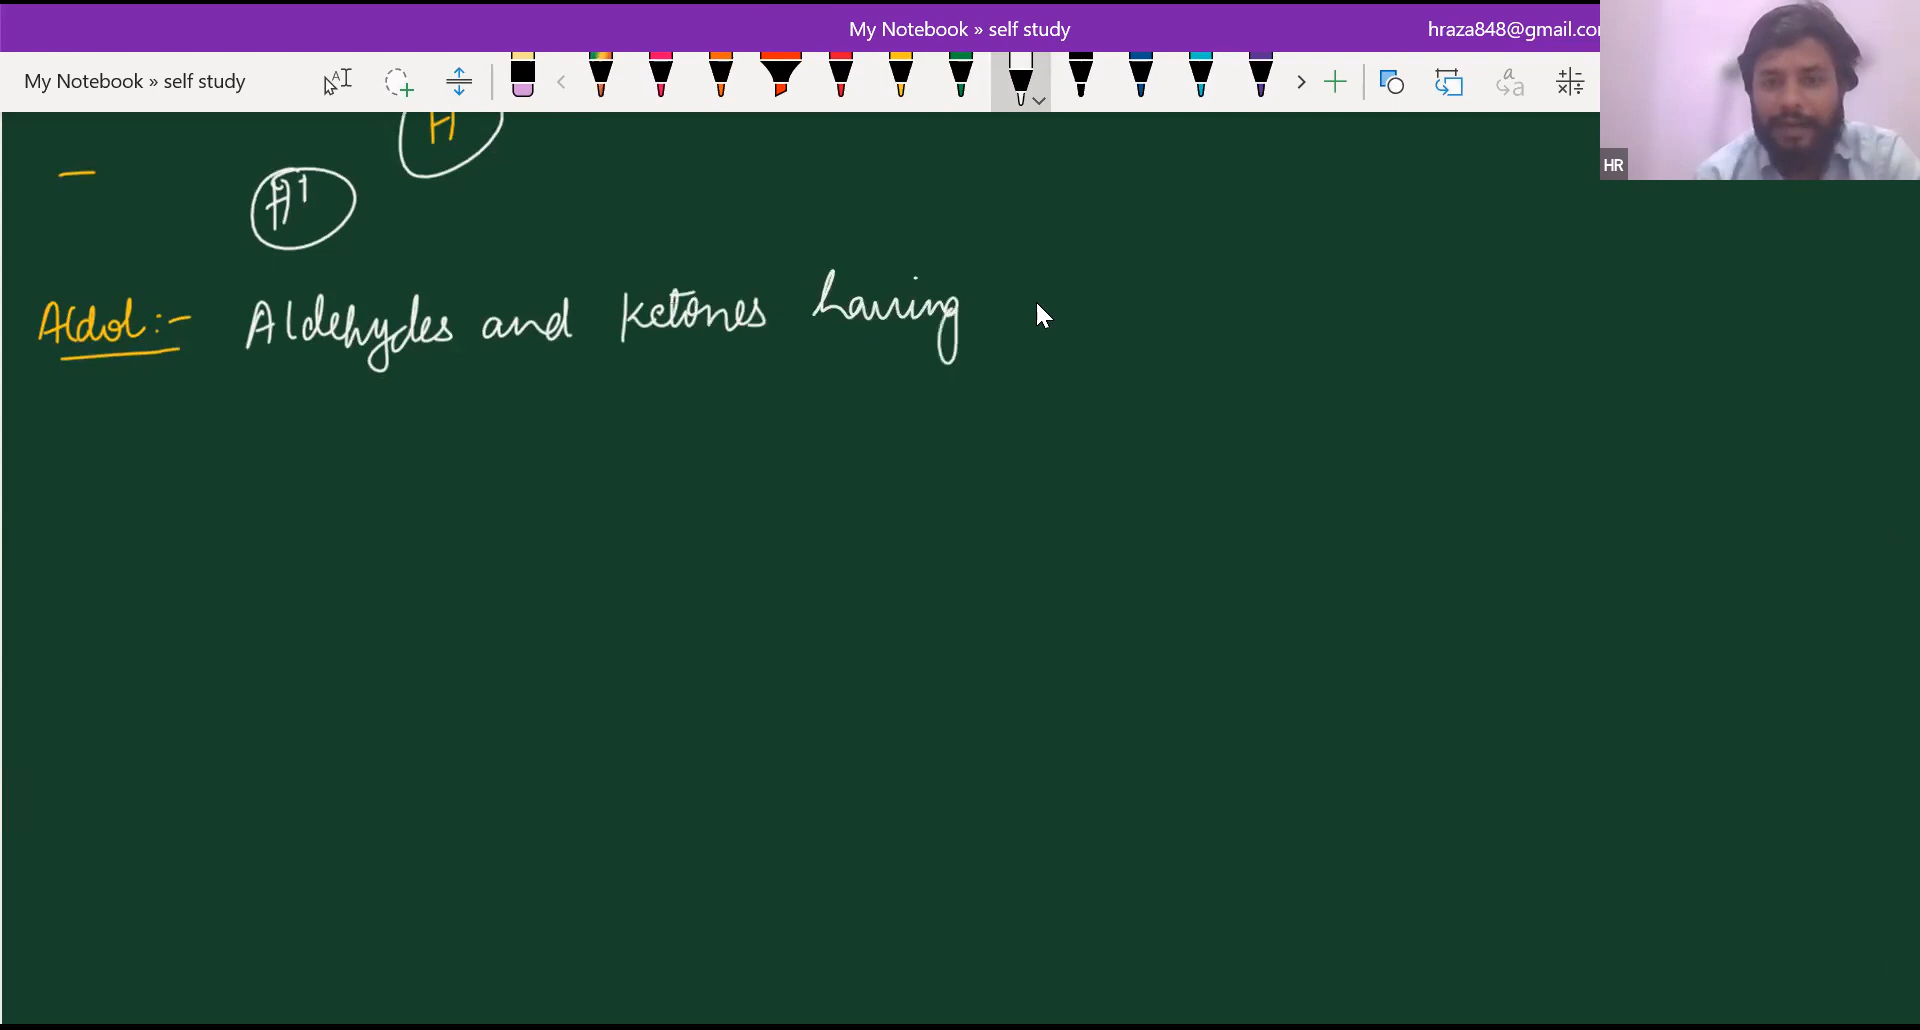 My Notebook » self study
hraza848@gmail.co
My Notebook » self study
HR
H
H
Aldol :- Aldehydes and ketones having